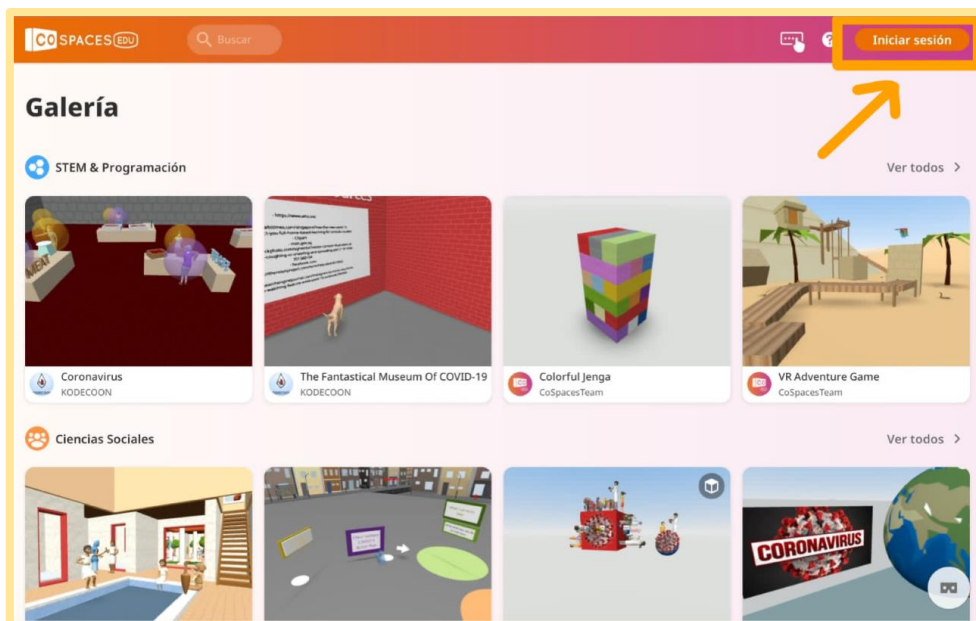 CO SPACES EDU
Buscar
?
Iniciar sesión
Galería
STEM & Programación
Ver todos >
MEAT
Coronavirus
KODECOON
The Fantastical Museum Of COVID-19
KODECOON
Colorful Jenga
CoSpacesTeam
VR Adventure Game
CoSpacesTeam
Ciencias Sociales
Ver todos >
CORONAVIRUS